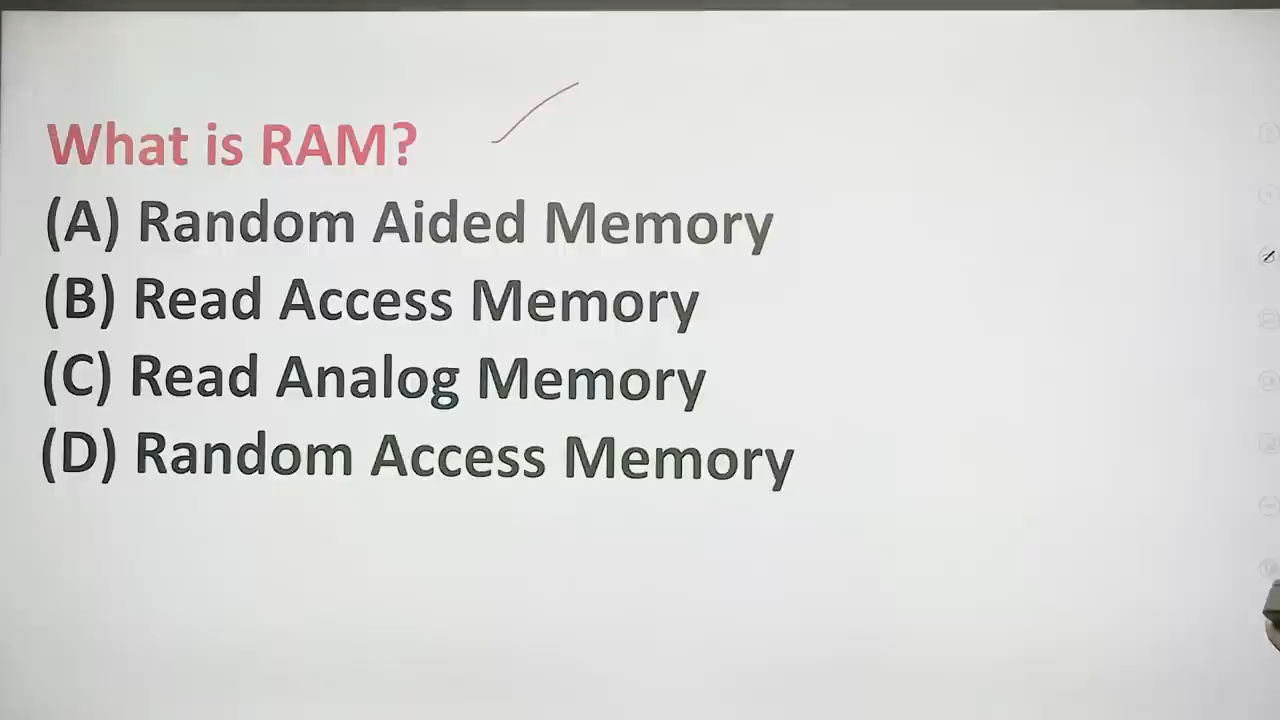 What is RAM?
(A) Random Aided Memory
(B) Read Access Memory
(C) Read Analog Memory
(D) Random Access Memory